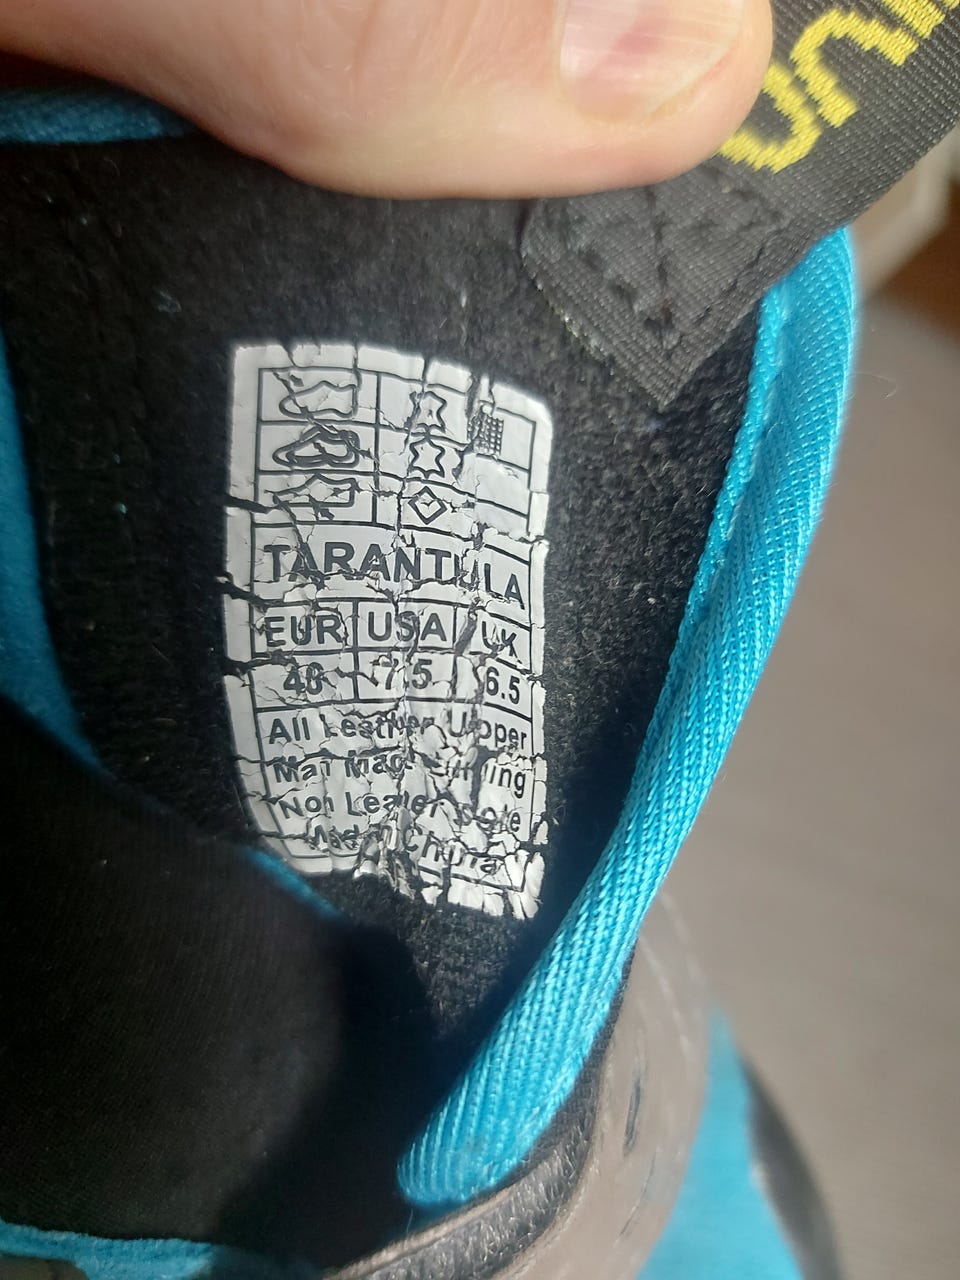 TARANTULA
EUR USA UK
40 7.5 6.5
All Leather Upper
Man Made Lining
Non Leather Sole
Made in China